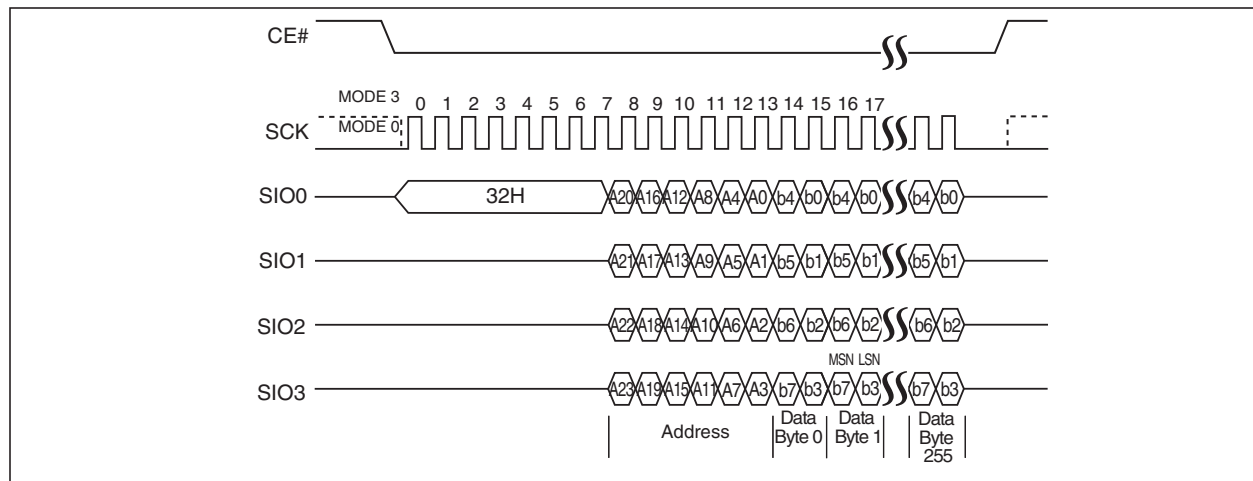 CE#
MODE 3
0 1 2 3 4 5 6 7 8 9 10 11 12 13 14 15 16 17
SCK
MODE 0
SIO0
32H
A20 A16 A12 A8 A4 A0 b4 b0 b4 b0 b4 b0
SIO1
A21 A17 A13 A9 A5 A1 b5 b1 b5 b1 b5 b1
SIO2
A22 A18 A14 A10 A6 A2 b6 b2 b6 b2 b6 b2
MSN LSN
SIO3
A23 A19 A15 A11 A7 A3 b7 b3 b7 b3 b7 b3
Address
Data
Byte 0
Data
Byte 1
Data
Byte
255